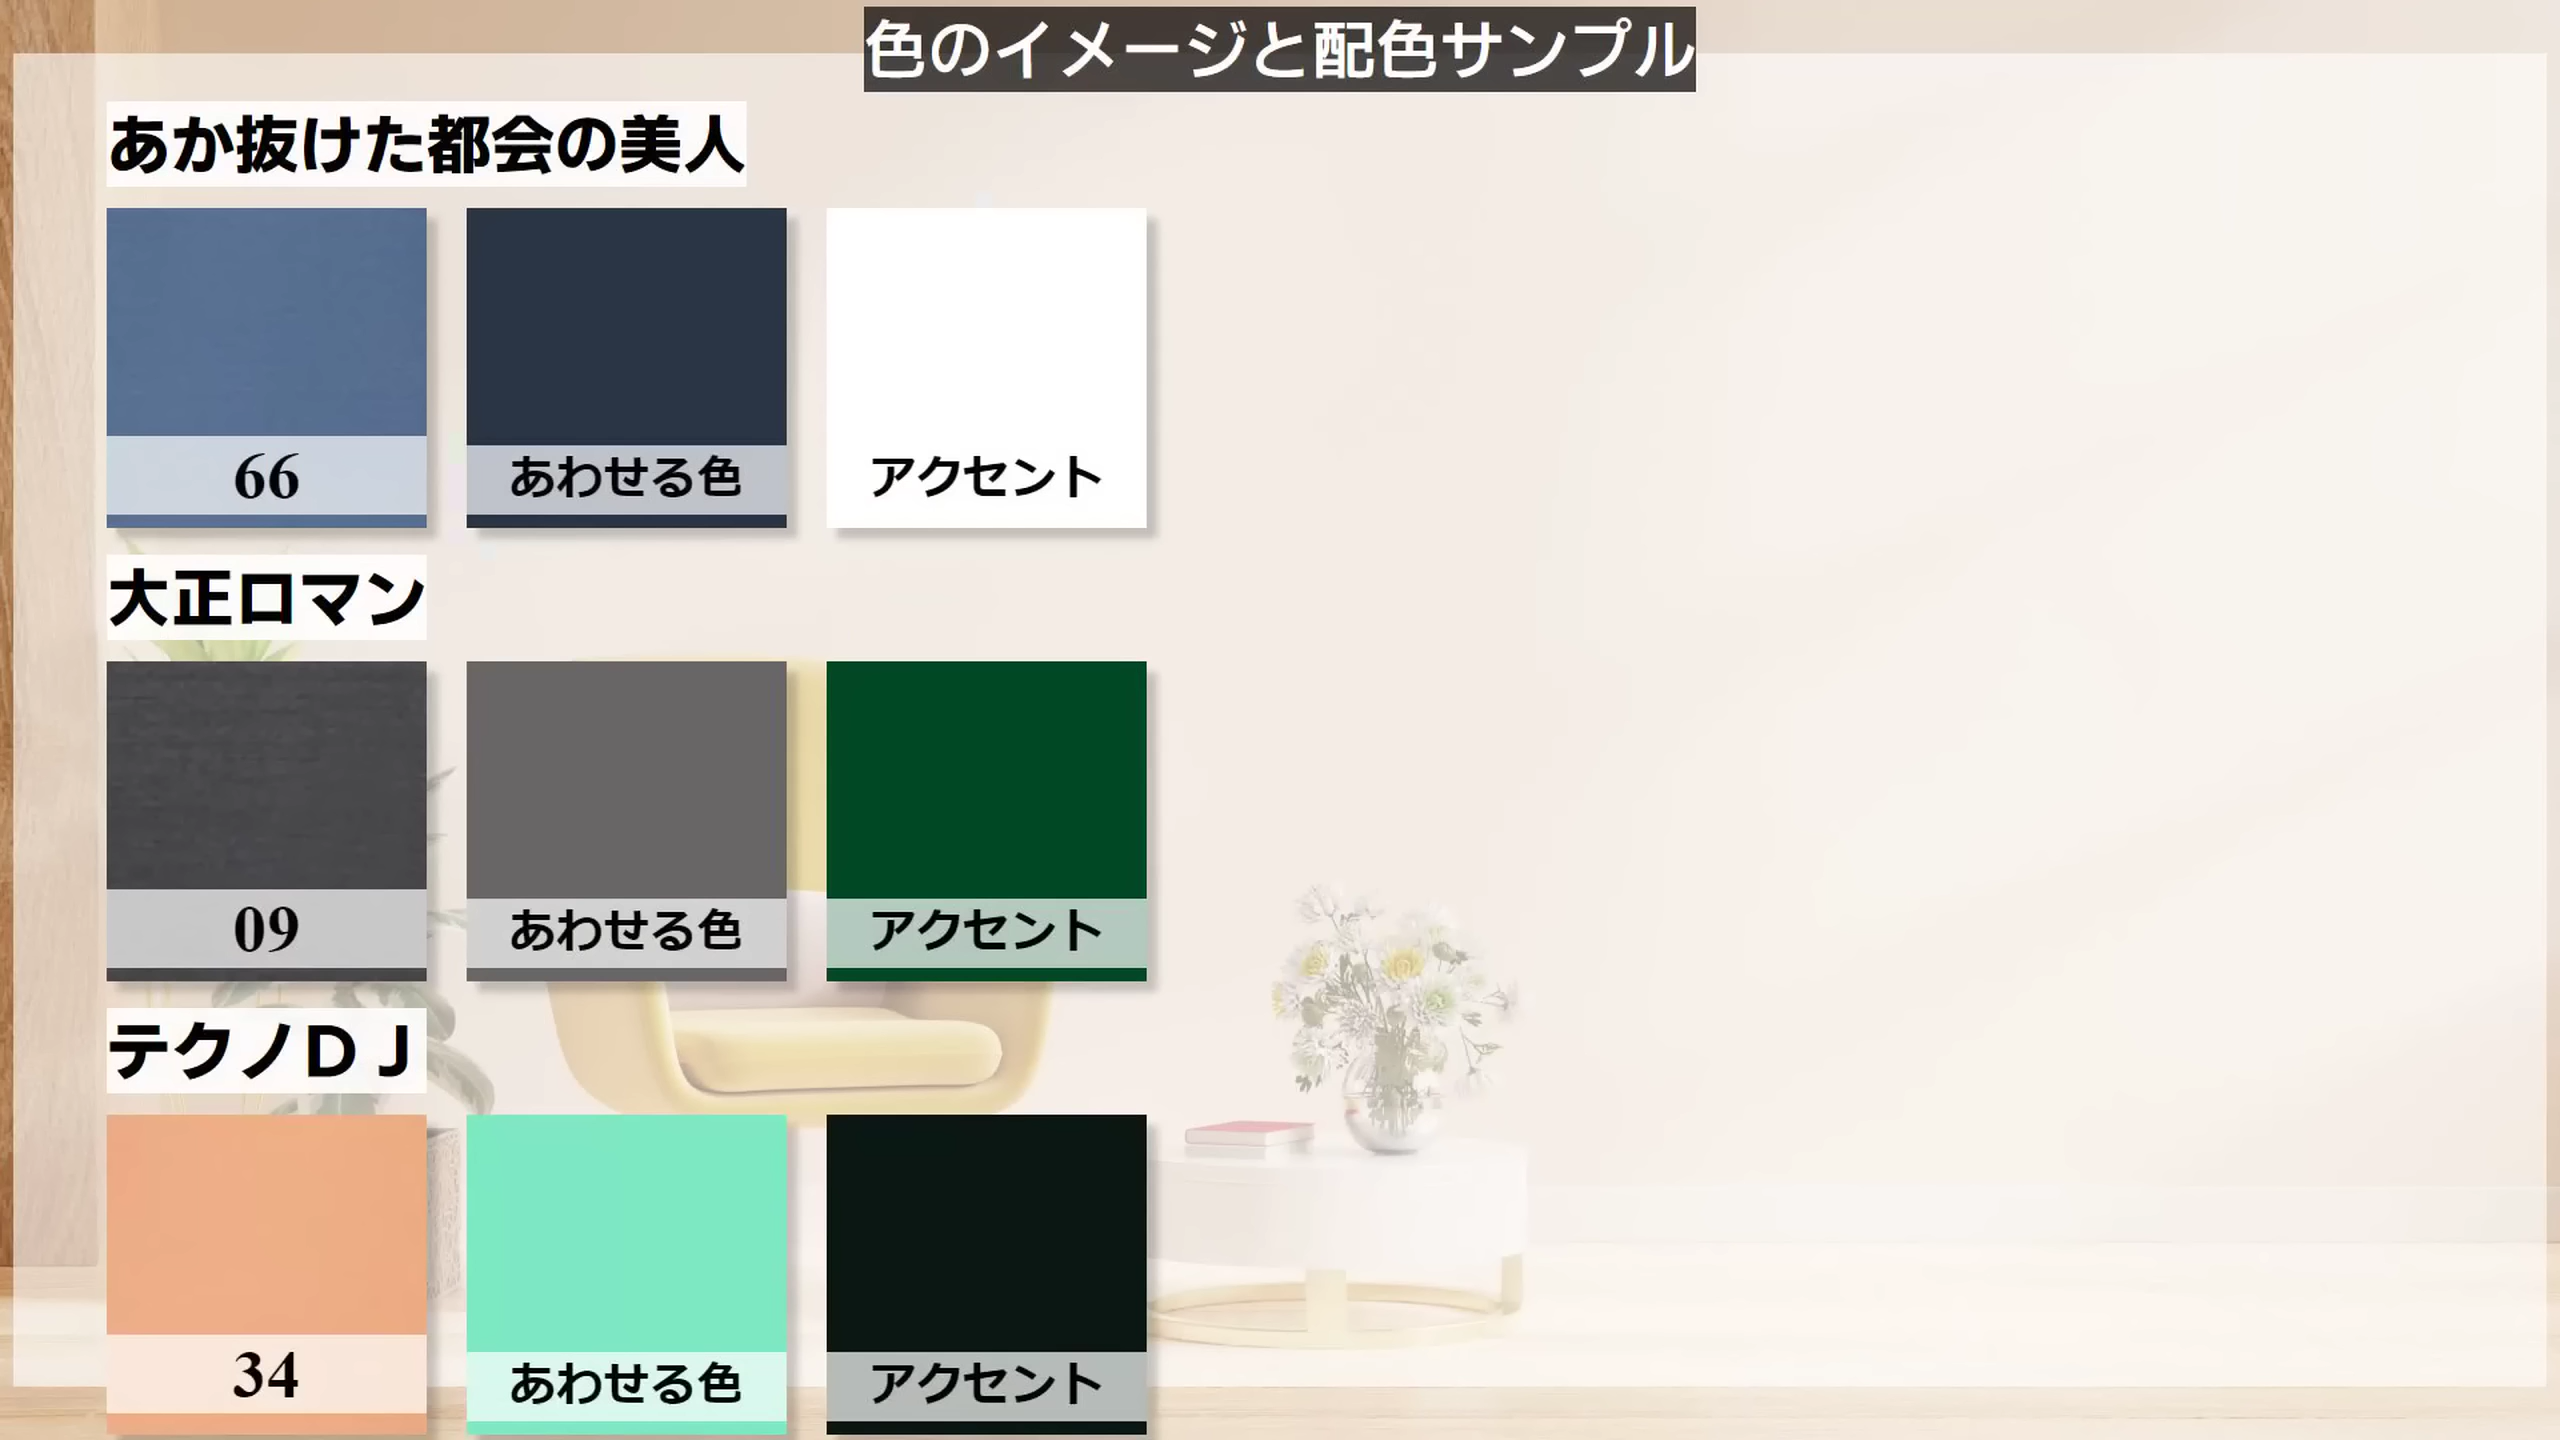 色のイメージと配色サンプル
あか抜けた都会の美人
66
あわせる色
アクセント
大正ロマン
09
あわせる色
アクセント
テクノＤＪ
34
あわせる色
アクセント